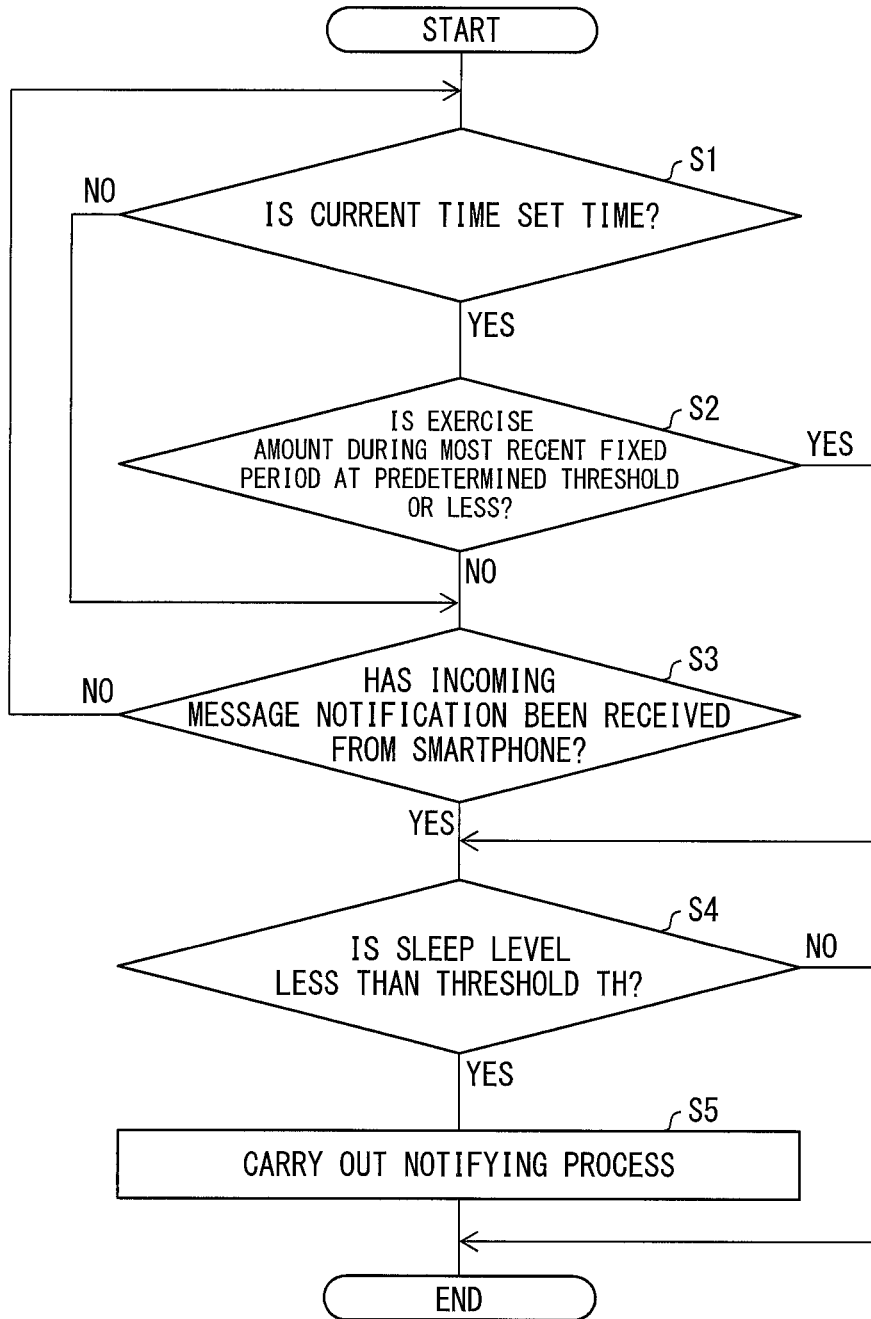 START
S1
NO
IS CURRENT TIME SET TIME?
YES
S2
IS EXERCISE
AMOUNT DURING MOST RECENT FIXED
PERIOD AT PREDETERMINED THRESHOLD
OR LESS?
YES
NO
S3
HAS INCOMING
MESSAGE NOTIFICATION BEEN RECEIVED
FROM SMARTPHONE?
NO
YES
S4
IS SLEEP LEVEL
LESS THAN THRESHOLD TH?
NO
YES
S5
CARRY OUT NOTIFYING PROCESS
END